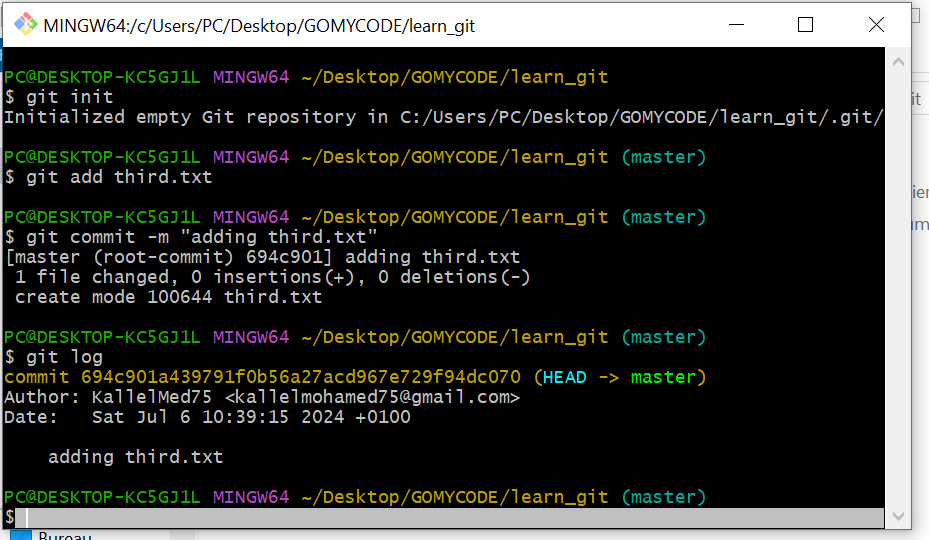 MINGW64:/c/Users/PC/Desktop/GOMYCODE/learn_git
PC@DESKTOP-KC5GJ1L MINGW64 ~/Desktop/GOMYCODE/learn_git
$ git init
Initialized empty Git repository in C:/Users/PC/Desktop/GOMYCODE/learn_git/.git/
PC@DESKTOP-KC5GJ1L MINGW64 ~/Desktop/GOMYCODE/learn_git (master)
$ git add third.txt
PC@DESKTOP-KC5GJ1L MINGW64 ~/Desktop/GOMYCODE/learn_git (master)
$ git commit -m "adding third.txt"
[master (root-commit) 694c901] adding third.txt
 1 file changed, 0 insertions(+), 0 deletions(-)
 create mode 100644 third.txt
PC@DESKTOP-KC5GJ1L MINGW64 ~/Desktop/GOMYCODE/learn_git (master)
$ git log
commit 694c901a439791f0b56a27acd967e729f94dc070 (HEAD -> master)
Author: KallelMed75 <kallelmohamed75@gmail.com>
Date:   Sat Jul 6 10:39:15 2024 +0100
    adding third.txt
PC@DESKTOP-KC5GJ1L MINGW64 ~/Desktop/GOMYCODE/learn_git (master)
$
Bureau